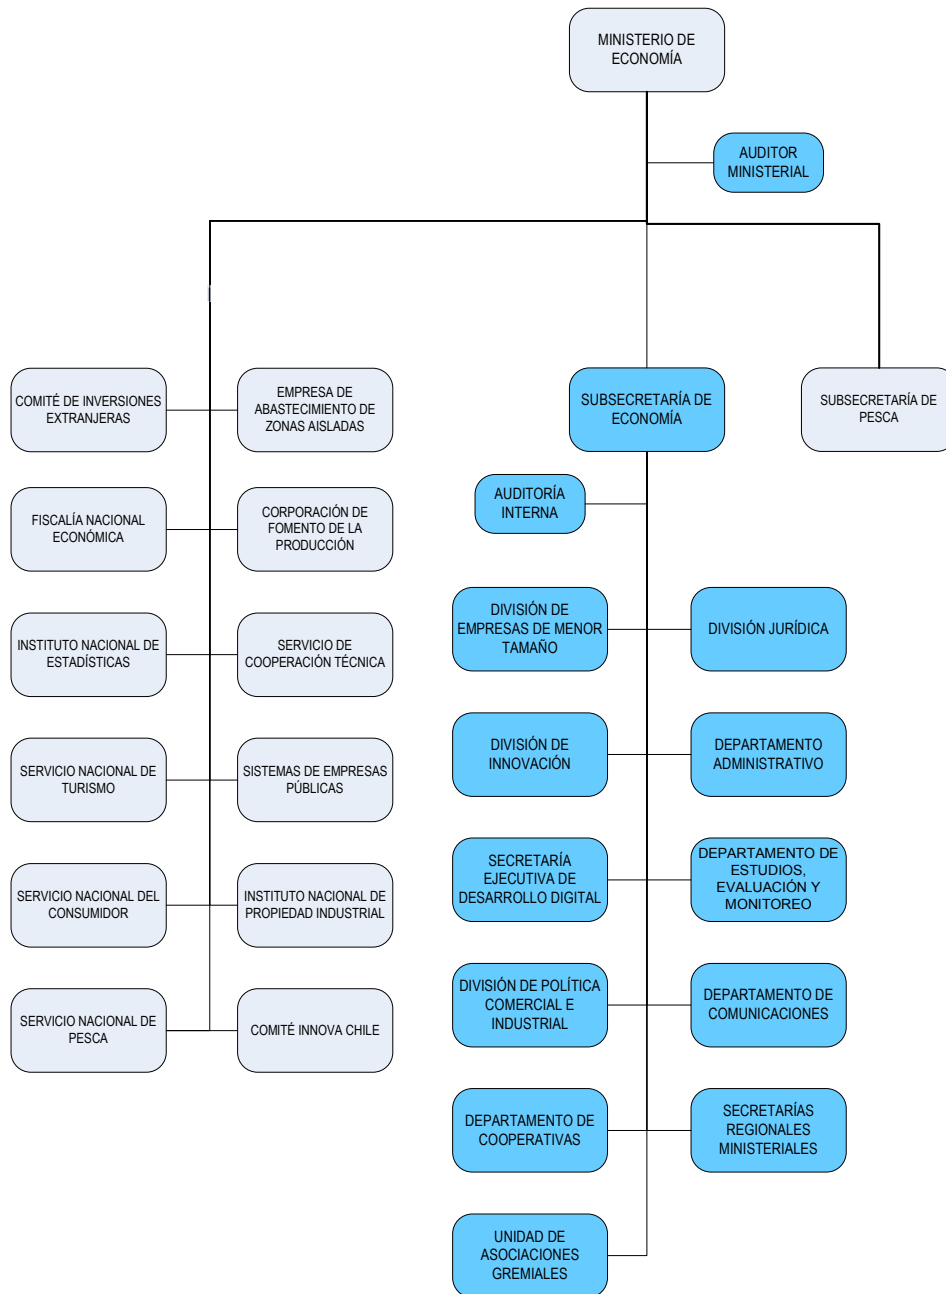 MINISTERIO DE
ECONOMÍA
AUDITOR
MINISTERIAL
COMITÉ DE INVERSIONES
EXTRANJERAS
EMPRESA DE
ABASTECIMIENTO DE
ZONAS AISLADAS
SUBSECRETARÍA DE
ECONOMÍA
SUBSECRETARÍA DE
PESCA
AUDITORÍA
INTERNA
FISCALÍA NACIONAL
ECONÓMICA
CORPORACIÓN DE
FOMENTO DE LA
PRODUCCIÓN
DIVISIÓN DE
EMPRESAS DE MENOR
TAMAÑO
DIVISIÓN JURÍDICA
INSTITUTO NACIONAL DE
ESTADÍSTICAS
SERVICIO DE
COOPERACIÓN TÉCNICA
DIVISIÓN DE
INNOVACIÓN
DEPARTAMENTO
ADMINISTRATIVO
SERVICIO NACIONAL DE
TURISMO
SISTEMAS DE EMPRESAS
PÚBLICAS
SECRETARÍA
EJECUTIVA DE
DESARROLLO DIGITAL
DEPARTAMENTO DE
ESTUDIOS,
EVALUACIÓN Y
MONITOREO
SERVICIO NACIONAL DEL
CONSUMIDOR
INSTITUTO NACIONAL DE
PROPIEDAD INDUSTRIAL
DIVISIÓN DE POLÍTICA
COMERCIAL E
INDUSTRIAL
DEPARTAMENTO DE
COMUNICACIONES
SERVICIO NACIONAL DE
PESCA
COMITÉ INNOVA CHILE
DEPARTAMENTO DE
COOPERATIVAS
SECRETARÍAS
REGIONALES
MINISTERIALES
UNIDAD DE
ASOCIACIONES
GREMIALES